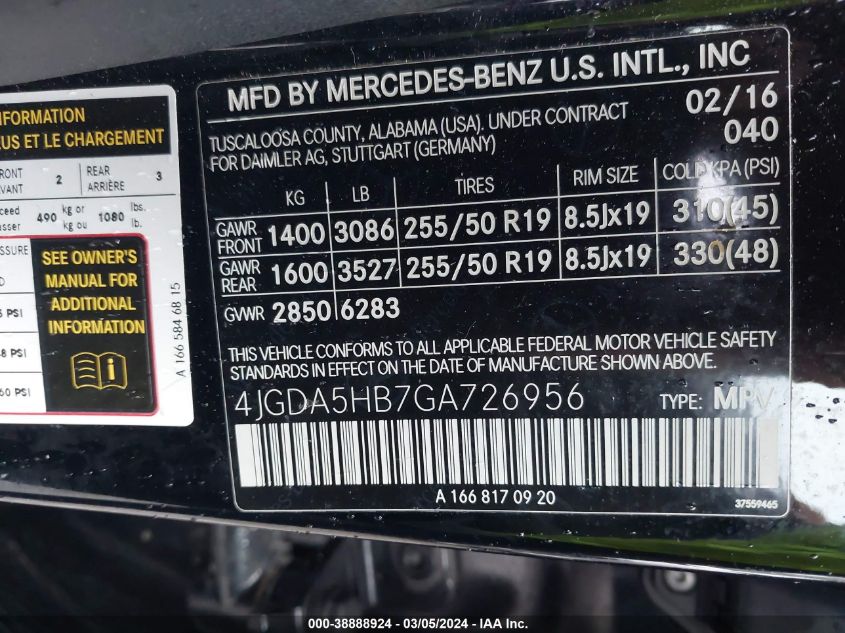 INFORMATION
US ET LE CHARGEMENT
FRONT 2 REAR 3
VANT ARRIÈRE
490 kg or 1080 lbs.
kg ou lb.
SEE OWNER'S
MANUAL FOR
ADDITIONAL
INFORMATION
PSI
PSI
PSI
A 166 584 68 15
MFD BY MERCEDES-BENZ U.S. INTL., INC
TUSCALOOSA COUNTY, ALABAMA (USA). UNDER CONTRACT 02/16
FOR DAIMLER AG, STUTTGART (GERMANY) 040
KG LB TIRES RIM SIZE COLD KPA (PSI)
GAWR FRONT 1400 3086 255/50 R19 8.5Jx19 310(45)
GAWR REAR 1600 3527 255/50 R19 8.5Jx19 330(48)
GVWR 2850 6283
THIS VEHICLE CONFORMS TO ALL APPLICABLE FEDERAL MOTOR VEHICLE SAFETY
STANDARDS IN EFFECT ON THE DATE OF MANUFACTURE SHOWN ABOVE.
4JGDA5HB7GA726956 TYPE: MPV
A 166 817 09 20
37559465
000-38888924 - 03/05/2024 - IAA Inc.